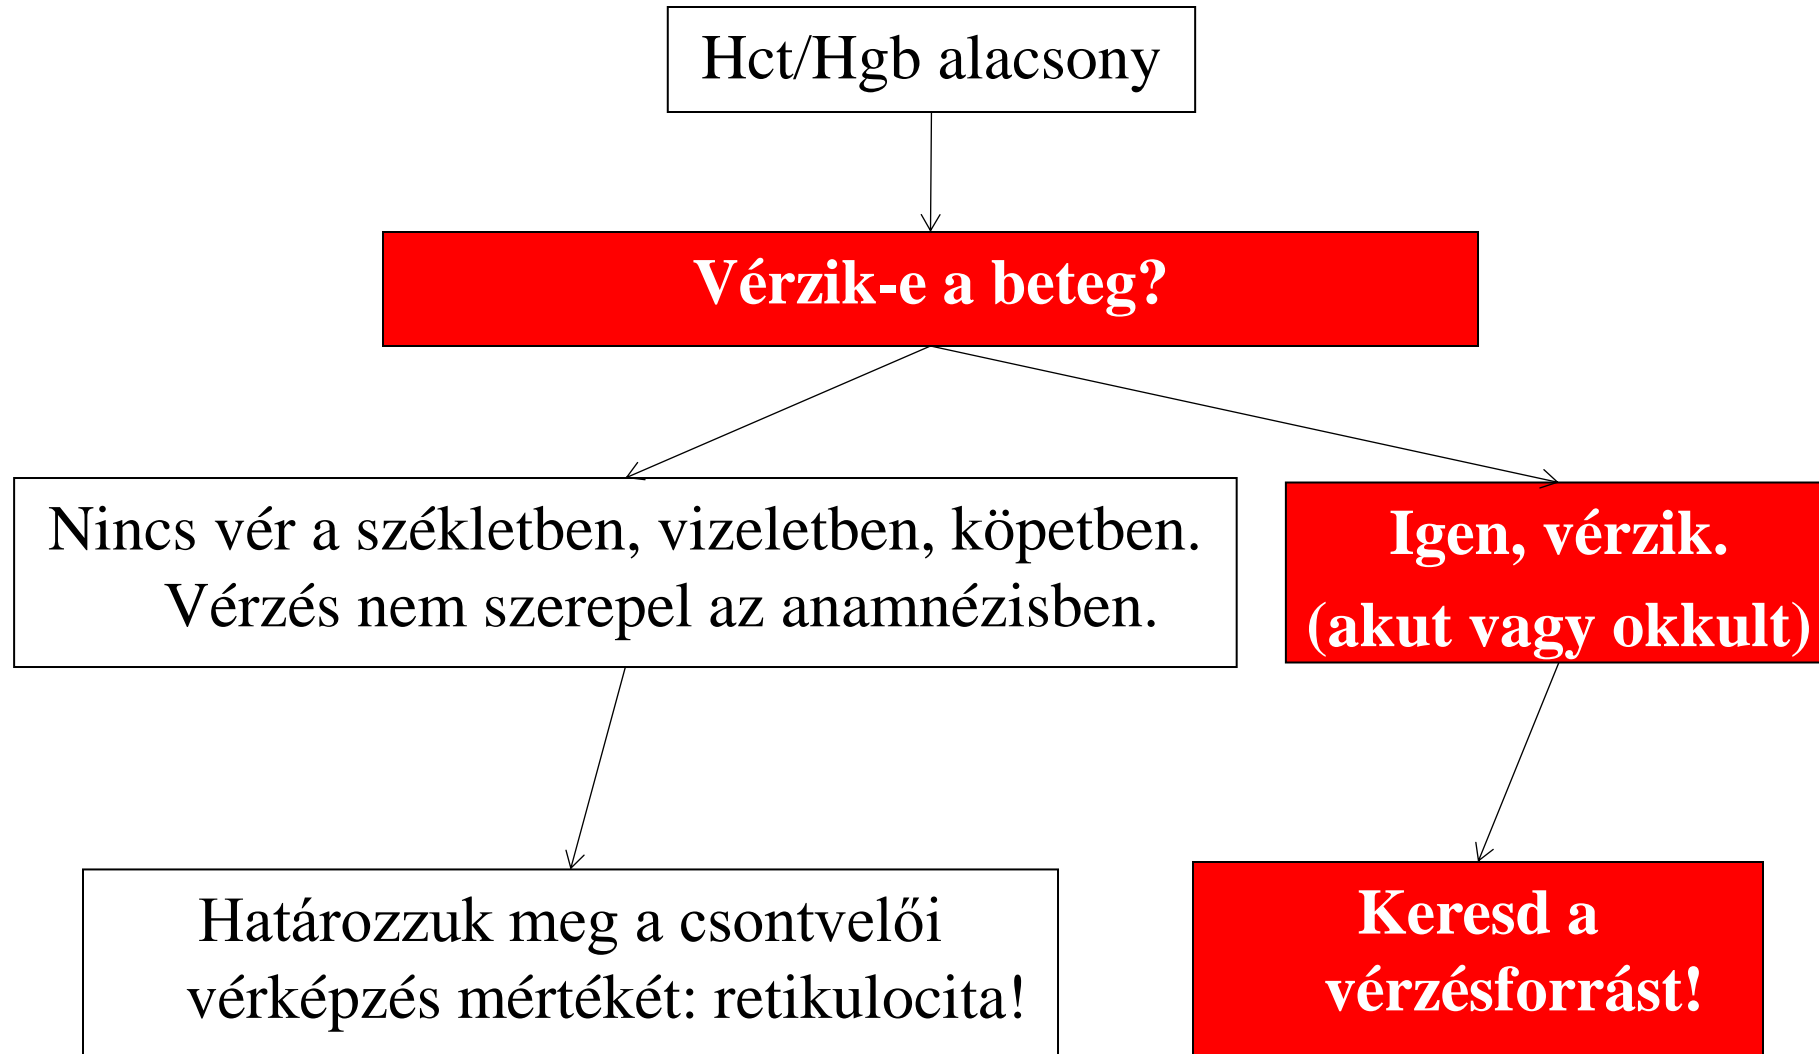 Hct/Hgb alacsony
Vérzik-e a beteg?
Nincs vér a székletben, vizeletben, köpetben.
Vérzés nem szerepel az anamnézisben.
Igen, vérzik.
(akut vagy okkult)
Határozzuk meg a csontvelői
vérképzés mértékét: retikulocita!
Keresd a
vérzésforrást!